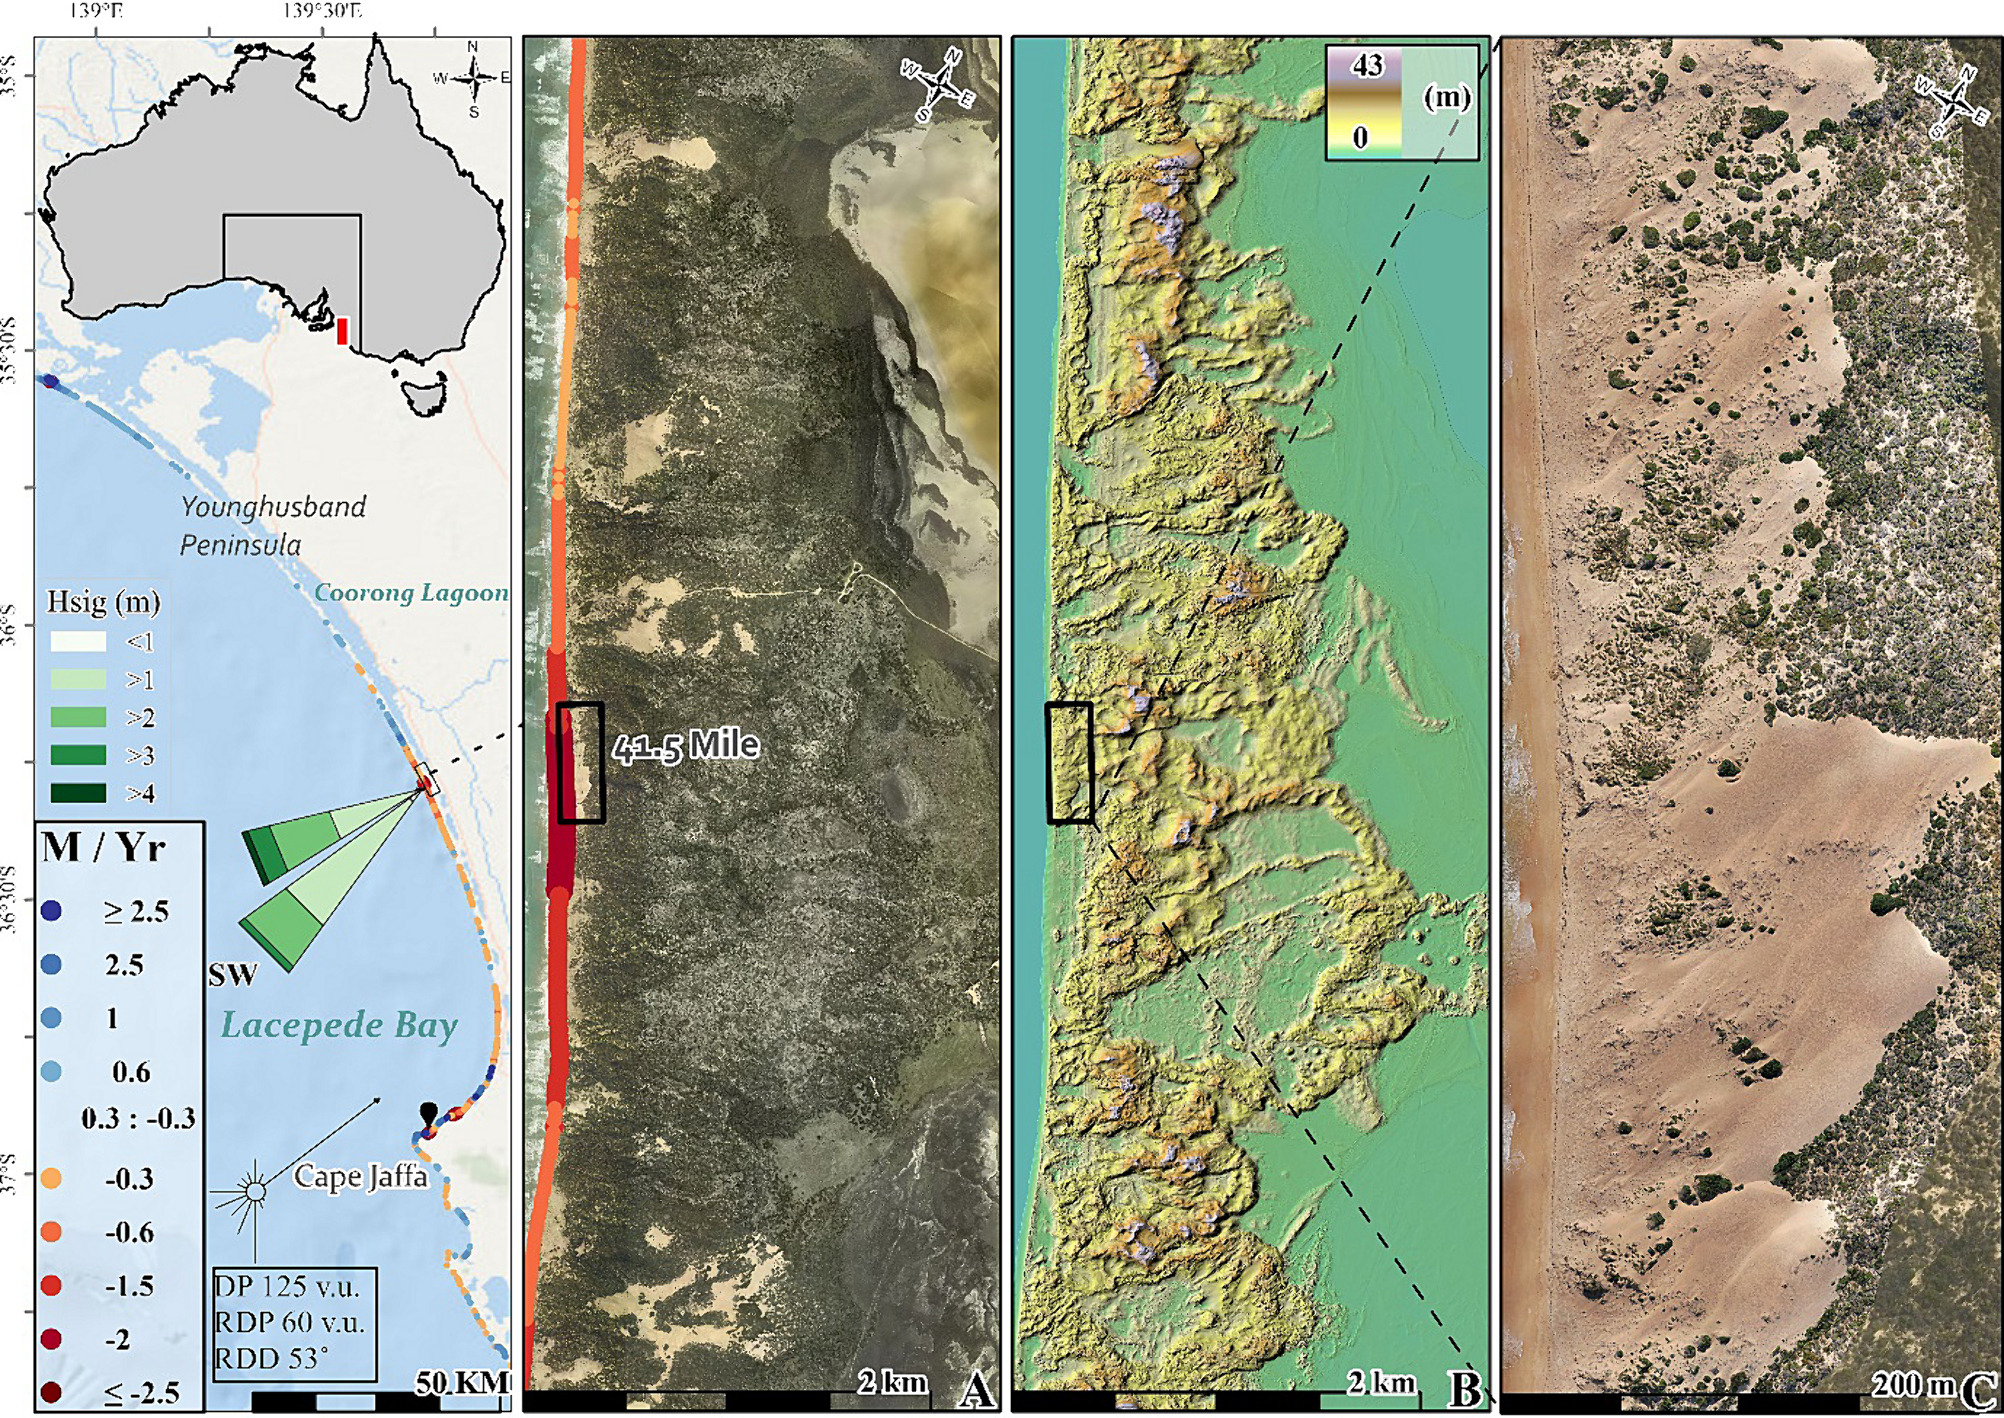 139°E
139°30'E
35°S
35°30'S
36°S
36°30'S
37°S
N
W
E
S
Younghusband
Peninsula
Coorong Lagoon
Hsig (m)
<1
>1
>2
>3
>4
M / Yr
≥ 2.5
2.5
1
0.6
0.3 : -0.3
-0.3
-0.6
-1.5
-2
≤ -2.5
SW
Lacepede Bay
Cape Jaffa
DP 125 v.u.
RDP 60 v.u.
RDD 53°
50 KM
N
W
E
S
41.5 Mile
2 km
A
43
(m)
0
2 km
B
N
W
E
S
200 m
C